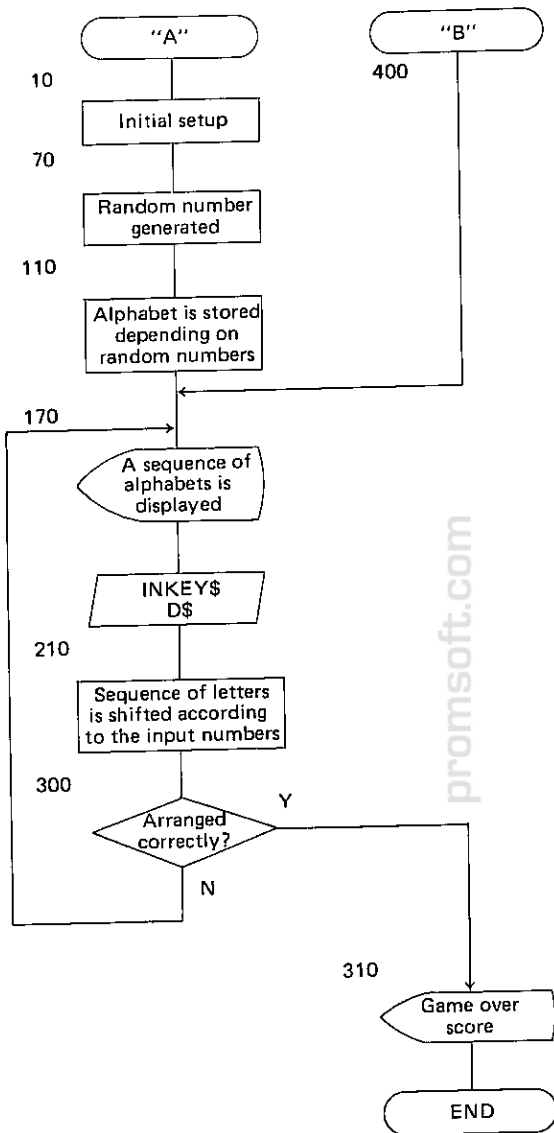 "A"
"B"
10
400
Initial setup
70
Random number
generated
110
Alphabet is stored
depending on
random numbers
170
A sequence of
alphabets is
displayed
INKEY$
D$
210
Sequence of letters
is shifted according
to the input numbers
300
Arranged
correctly?
Y
N
310
Game over
score
END
promsoft.com